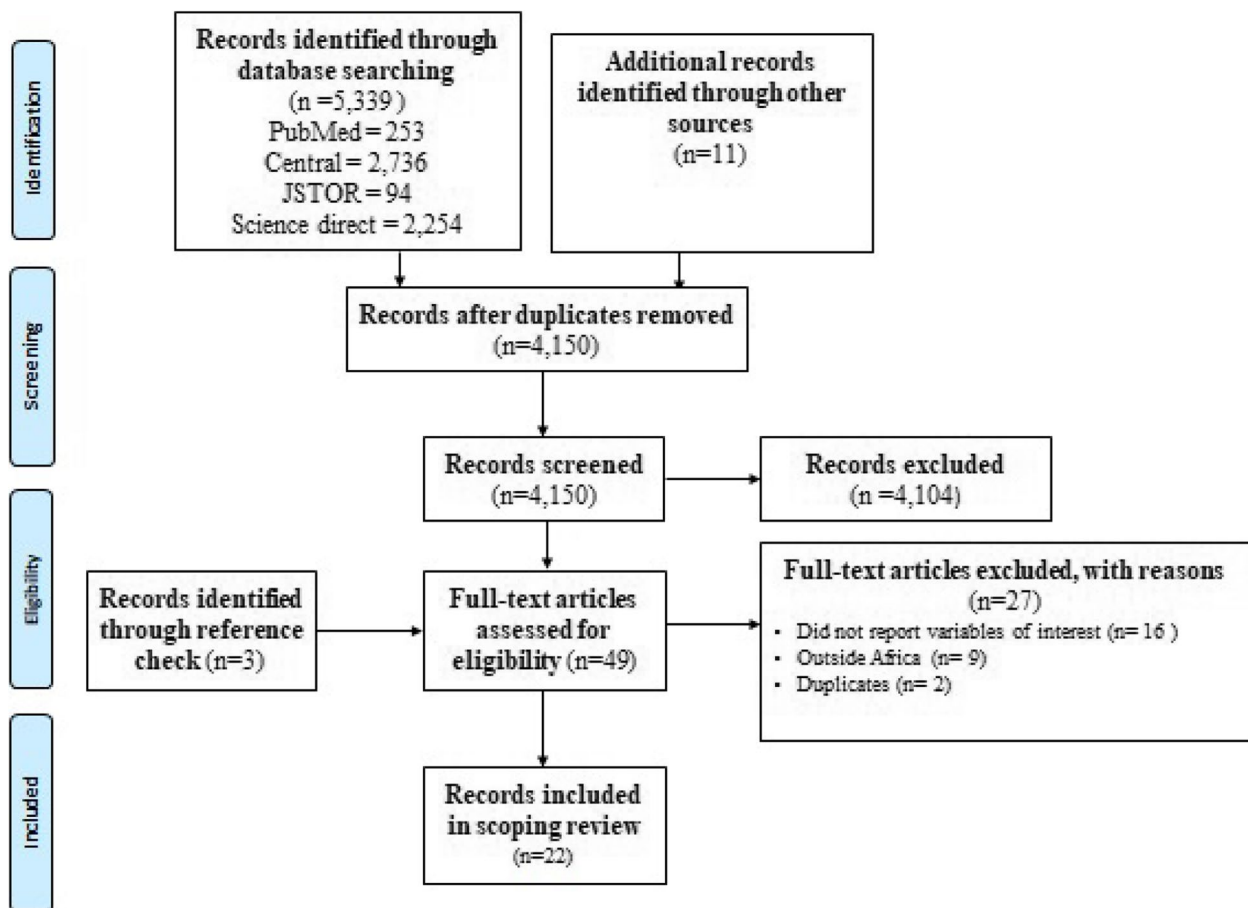 Identification
Records identified through
database searching
(n =5,339 )
PubMed = 253
Central = 2,736
JSTOR = 94
Science direct = 2,254
Additional records
identified through other
sources
(n=11)
Screening
Records after duplicates removed
(n=4,150)
Records screened
(n=4,150)
Records excluded
(n =4,104)
Eligibility
Records identified
through reference
check (n=3)
Full-text articles
assessed for
eligibility (n=49)
Full-text articles excluded, with reasons
(n=27)
▪ Did not report variables of interest (n= 16 )
▪ Outside Africa (n= 9)
▪ Duplicates (n= 2)
Included
Records included
in scoping review
(n=22)